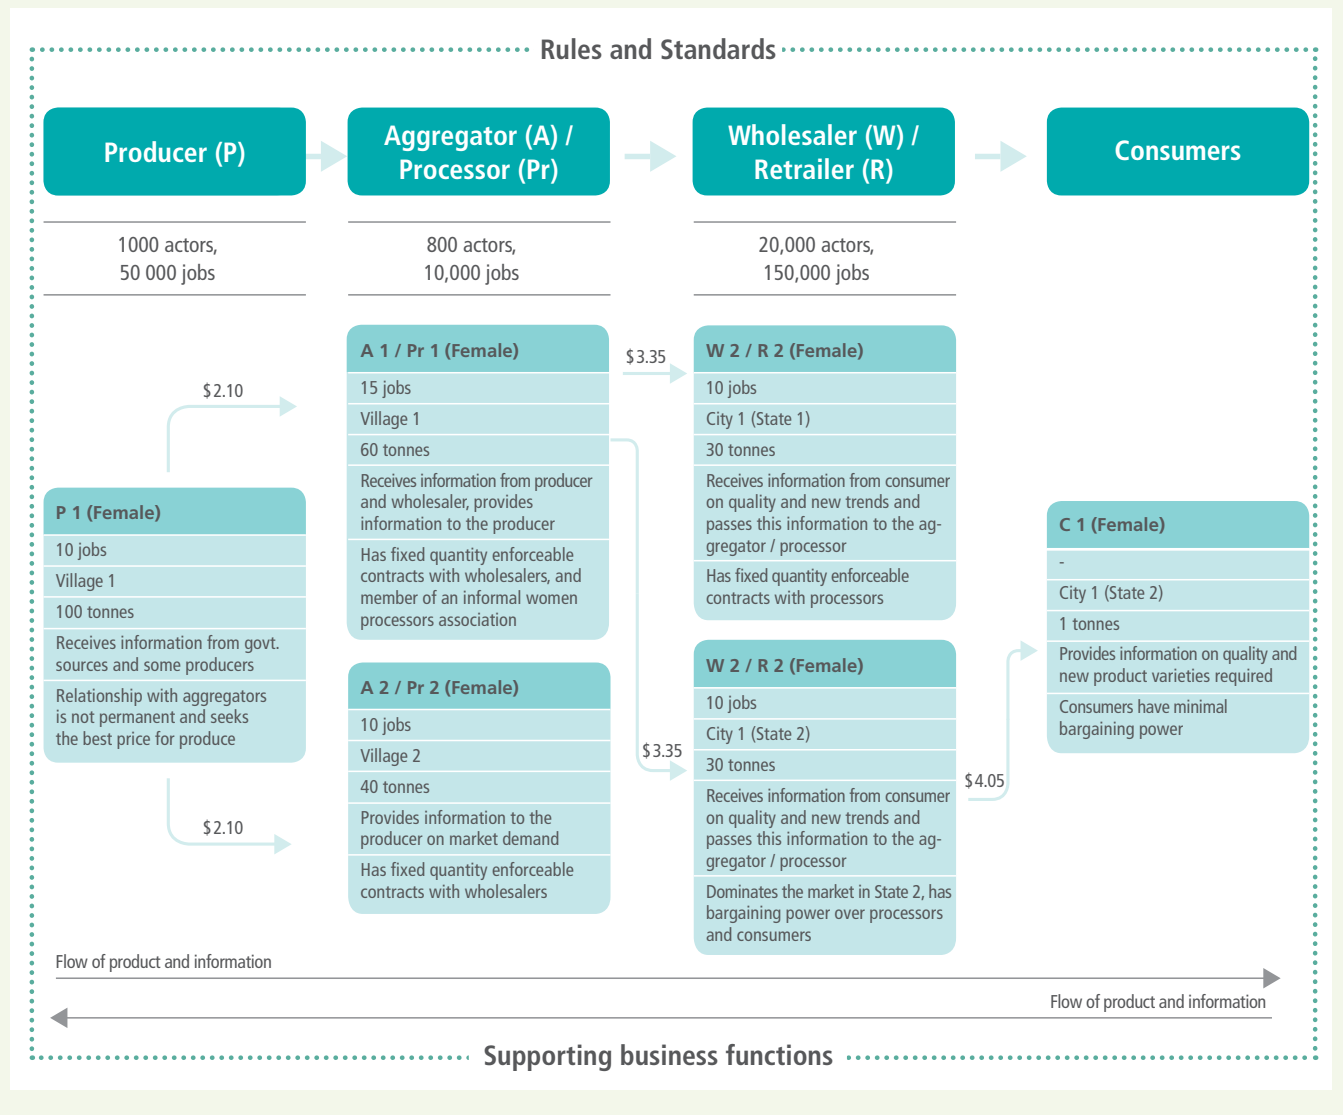 Rules and Standards
Producer (P)
Aggregator (A) /
Processor (Pr)
Wholesaler (W) /
Retrailer (R)
Consumers
1000 actors,
50 000 jobs
800 actors,
10,000 jobs
20,000 actors,
150,000 jobs
$2.10
P 1 (Female)
10 jobs
Village 1
100 tonnes
Receives information from govt.
sources and some producers
Relationship with aggregators
is not permanent and seeks
the best price for produce
$2.10
A 1 / Pr 1 (Female)
15 jobs
Village 1
60 tonnes
Receives information from producer
and wholesaler, provides
information to the producer
Has fixed quantity enforceable
contracts with wholesalers, and
member of an informal women
processors association
A 2 / Pr 2 (Female)
10 jobs
Village 2
40 tonnes
Provides information to the
producer on market demand
Has fixed quantity enforceable
contracts with wholesalers
$3.35
$3.35
W 2 / R 2 (Female)
10 jobs
City 1 (State 1)
30 tonnes
Receives information from consumer
on quality and new trends and
passes this information to the ag-
gregator / processor
Has fixed quantity enforceable
contracts with processors
W 2 / R 2 (Female)
10 jobs
City 1 (State 2)
30 tonnes
Receives information from consumer
on quality and new trends and
passes this information to the ag-
gregator / processor
Dominates the market in State 2, has
bargaining power over processors
and consumers
$4.05
C 1 (Female)
-
City 1 (State 2)
1 tonnes
Provides information on quality and
new product varieties required
Consumers have minimal
bargaining power
Flow of product and information
Flow of product and information
Supporting business functions